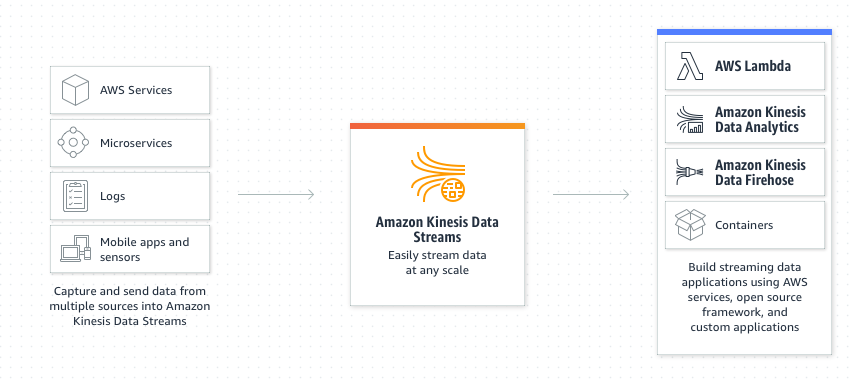 AWS Services
Microservices
Logs
Mobile apps and
sensors
Capture and send data from
multiple sources into Amazon
Kinesis Data Streams
Amazon Kinesis Data
Streams
Easily stream data
at any scale
AWS Lambda
Amazon Kinesis
Data Analytics
Amazon Kinesis
Data Firehose
Containers
Build streaming data
applications using AWS
services, open source
framework, and
custom applications